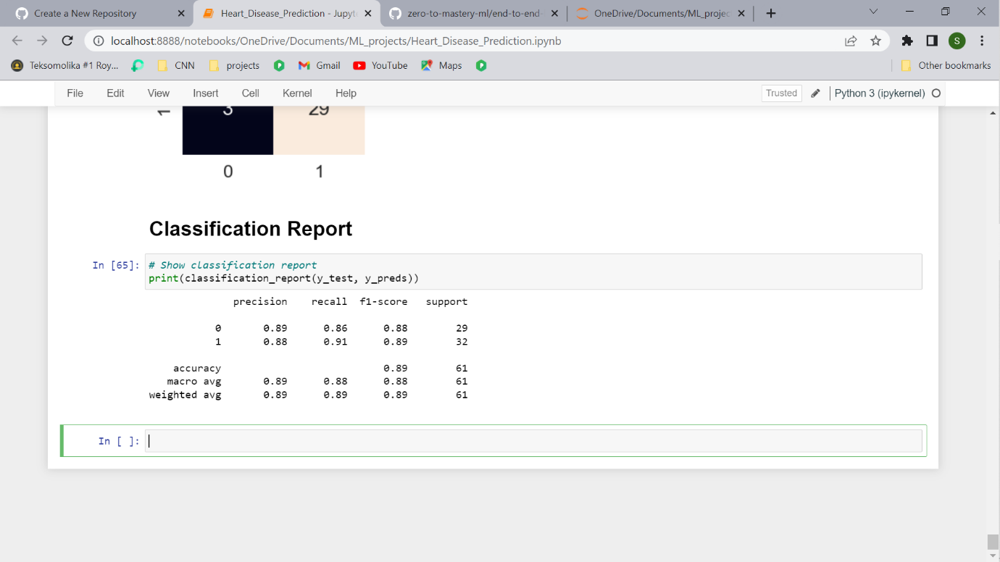 Create a New Repository
Heart_Disease_Prediction - Jupyt
zero-to-mastery-ml/end-to-end-
OneDrive/Documents/ML_projec
localhost:8888/notebooks/OneDrive/Documents/ML_projects/Heart_Disease_Prediction.ipynb
S
Teksomolika #1 Roy...
CNN
projects
Gmail
YouTube
Maps
Other bookmarks
File Edit View Insert Cell Kernel Help
Trusted
Python 3 (ipykernel)
1 3 29
0 1
Classification Report
In [65]: # Show classification report
print(classification_report(y_test, y_preds))
precision recall f1-score support
0 0.89 0.86 0.88 29
1 0.88 0.91 0.89 32
accuracy 0.89 61
macro avg 0.89 0.88 0.88 61
weighted avg 0.89 0.89 0.89 61
In [ ]: